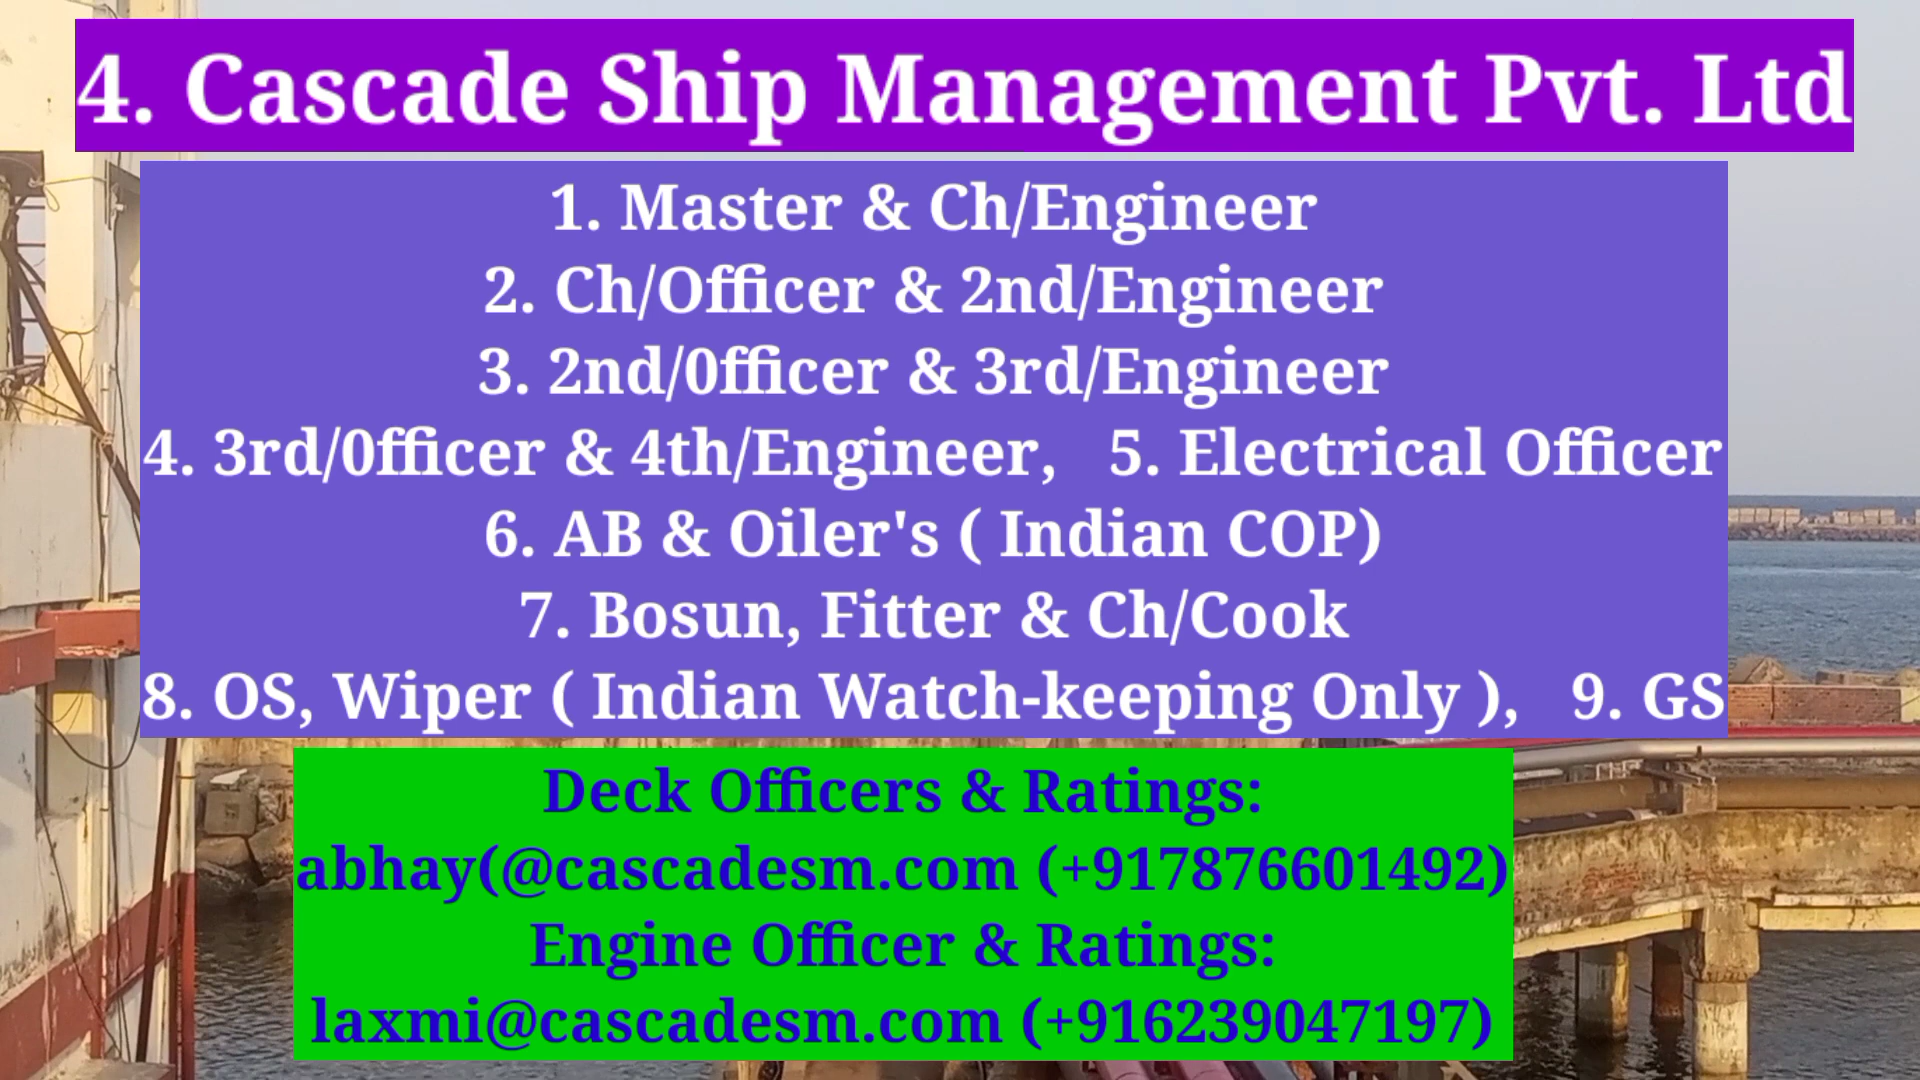 4. Cascade Ship Management Pvt. Ltd
1. Master & Ch/Engineer
2. Ch/Officer & 2nd/Engineer
3. 2nd/0fficer & 3rd/Engineer
4. 3rd/0fficer & 4th/Engineer,   5. Electrical Officer
6. AB & Oiler's ( Indian COP)
7. Bosun, Fitter & Ch/Cook
8. OS, Wiper ( Indian Watch-keeping Only ),   9. GS
Deck Officers & Ratings:
abhay(@cascadesm.com (+917876601492)
Engine Officer & Ratings:
laxmi@cascadesm.com (+916239047197)